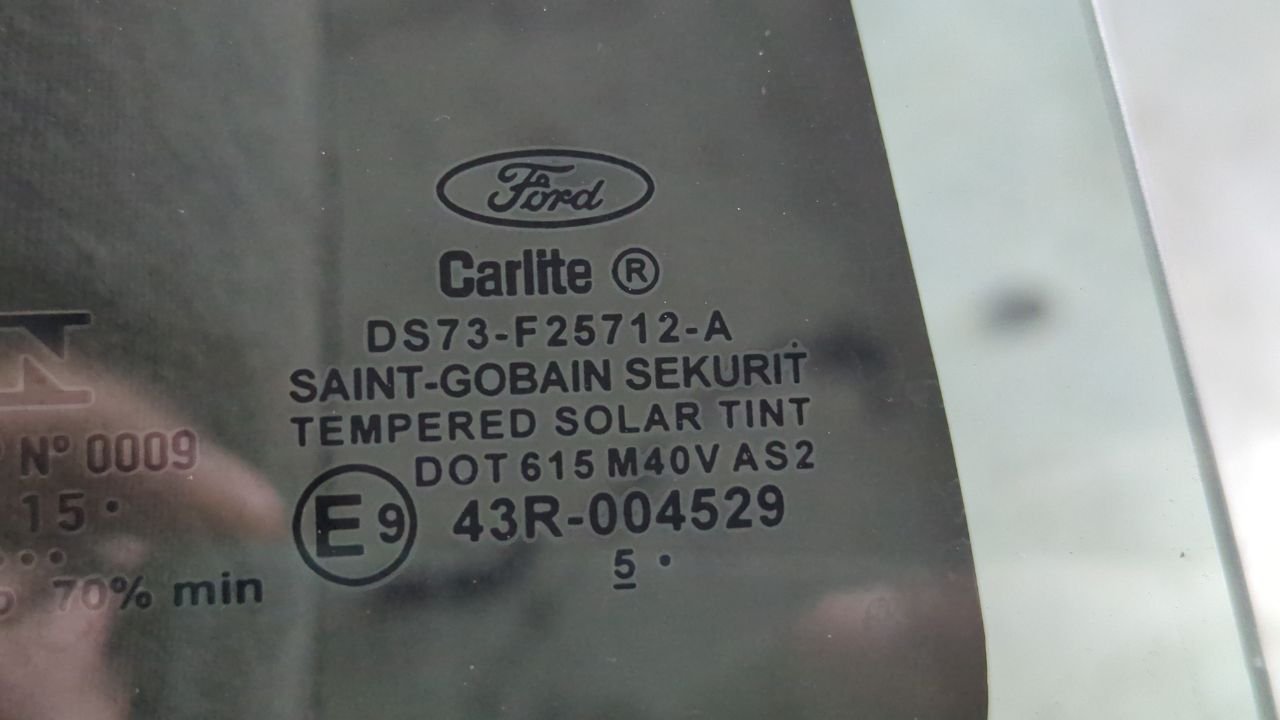 Ford
Carlite ®
DS73-F25712-A
SAINT-GOBAIN SEKURIT
TEMPERED SOLAR TINT
DOT 615 M40V AS2
E9 43R-004529
5 •
Nº 0009
15 •
•••
70% min